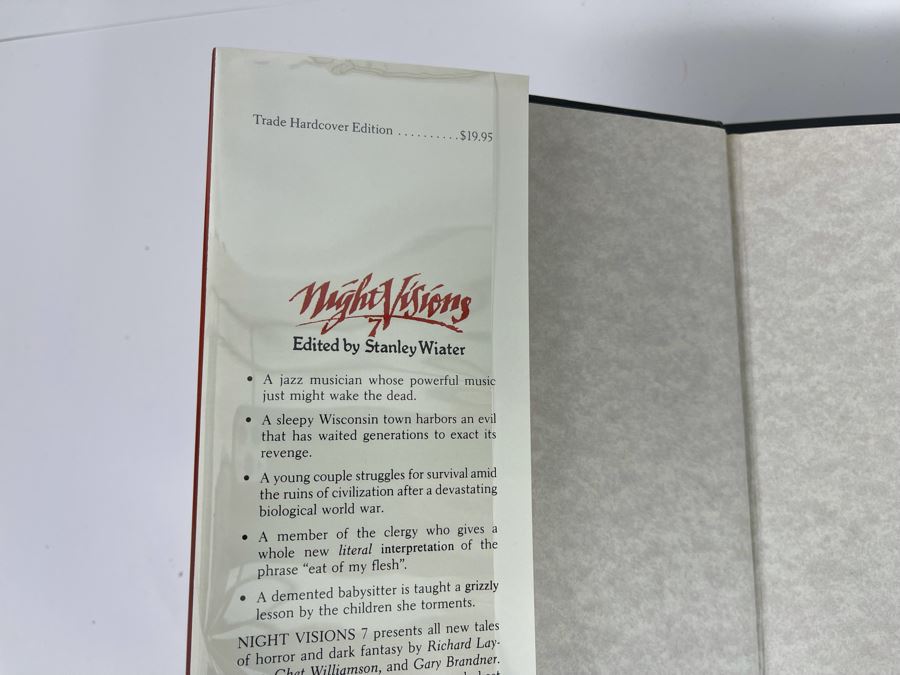 Trade Hardcover Edition ..........$19.95
Night Visions
7
Edited by Stanley Wiater
• A jazz musician whose powerful music
just might wake the dead.
• A sleepy Wisconsin town harbors an evil
that has waited generations to exact its
revenge.
• A young couple struggles for survival amid
the ruins of civilization after a devastating
biological world war.
• A member of the clergy who gives a
whole new literal interpretation of the
phrase "eat of my flesh".
• A demented babysitter is taught a grizzly
lesson by the children she torments.
NIGHT VISIONS 7 presents all new tales
of horror and dark fantasy by Richard Lay-
Chet Williamson, and Gary Brandner.